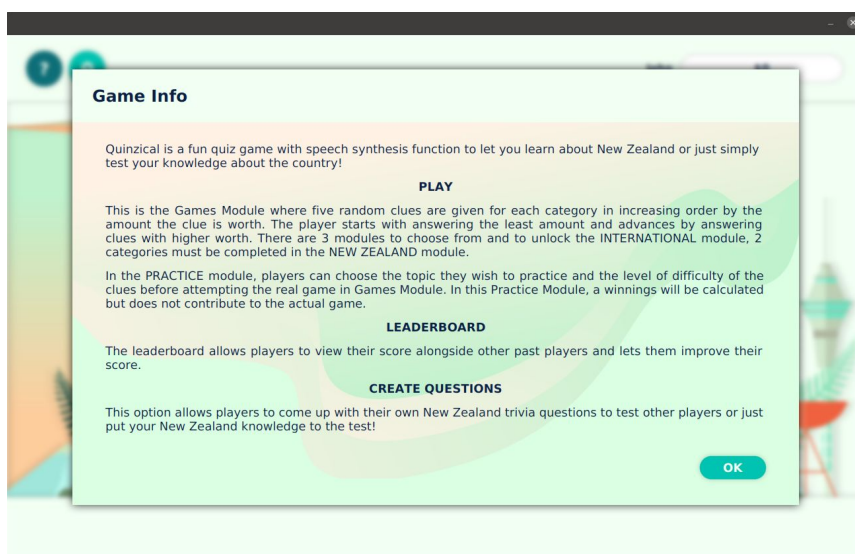 ?
Game Info
Quinzical is a fun quiz game with speech synthesis function to let you learn about New Zealand or just simply
test your knowledge about the country!
PLAY
This is the Games Module where five random clues are given for each category in increasing order by the
amount the clue is worth. The player starts with answering the least amount and advances by answering
clues with higher worth. There are 3 modules to choose from and to unlock the INTERNATIONAL module, 2
categories must be completed in the NEW ZEALAND module.
In the PRACTICE module, players can choose the topic they wish to practice and the level of difficulty of the
clues before attempting the real game in Games Module. In this Practice Module, a winnings will be calculated
but does not contribute to the actual game.
LEADERBOARD
The leaderboard allows players to view their score alongside other past players and lets them improve their
score.
CREATE QUESTIONS
This option allows players to come up with their own New Zealand trivia questions to test other players or just
put your New Zealand knowledge to the test!
OK